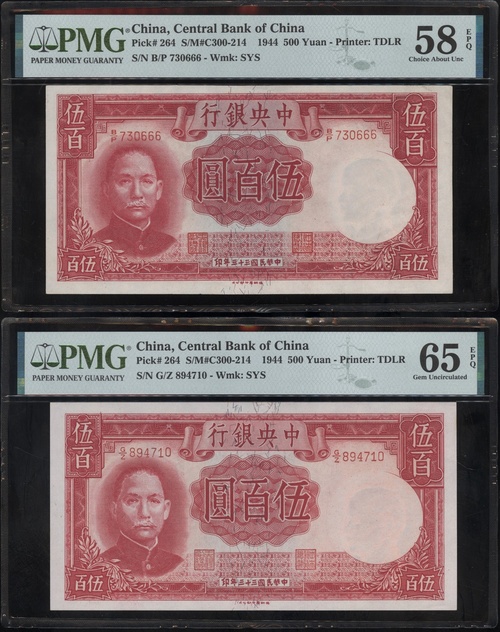 PMG
PAPER MONEY GUARANTY
China, Central Bank of China
Pick# 264 S/M#C300-214 1944 500 Yuan - Printer: TDLR
S/N B/P 730666 - Wmk: SYS
58 EPQ
Choice About Unc
中央銀行
伍百
伍百
B/P 730666
B/P 730666
伍百圓
中華民國三十三年印
伍百
伍百
PMG
PAPER MONEY GUARANTY
China, Central Bank of China
Pick# 264 S/M#C300-214 1944 500 Yuan - Printer: TDLR
S/N G/Z 894710 - Wmk: SYS
65 EPQ
Gem Uncirculated
中央銀行
伍百
伍百
G/Z 894710
G/Z 894710
伍百圓
中華民國三十三年印
伍百
伍百